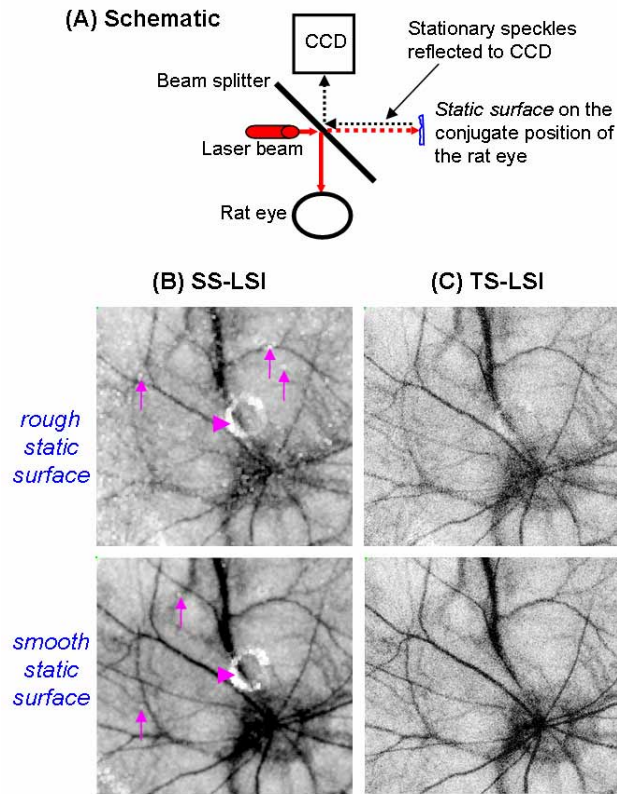 (A) Schematic
CCD
Stationary speckles
reflected to CCD
Beam splitter
Static surface on the
conjugate position of
the rat eye
Laser beam
Rat eye
(B) SS-LSI
(C) TS-LSI
rough
static
surface
smooth
static
surface